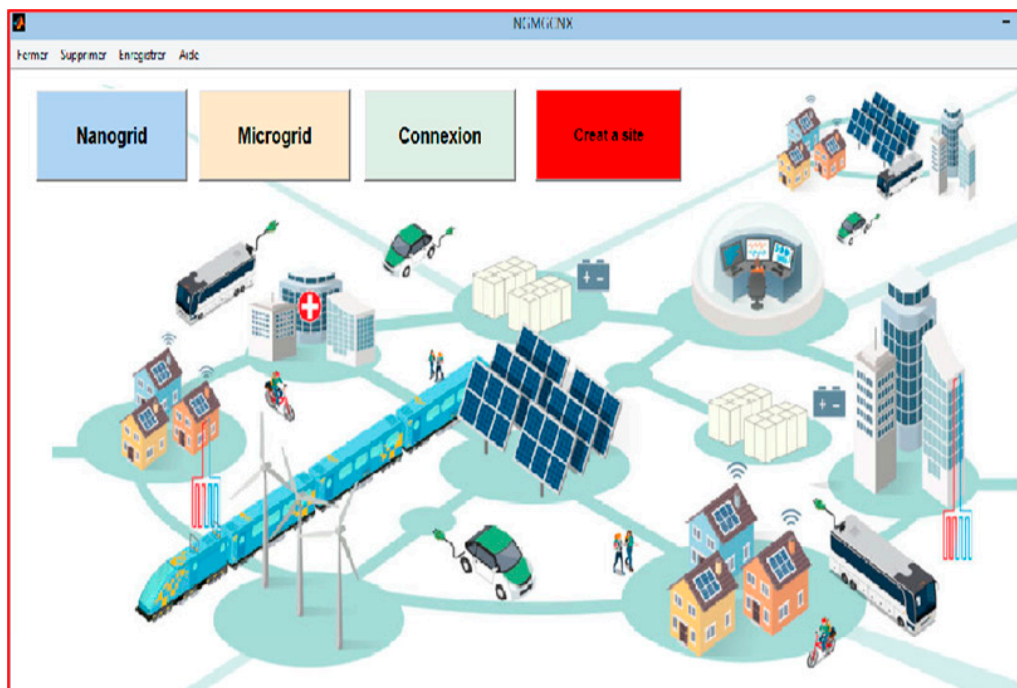 NGMGCNX
Fermer Supprimer Enregistrer Aide
Nanogrid
Microgrid
Connexion
Creat a site